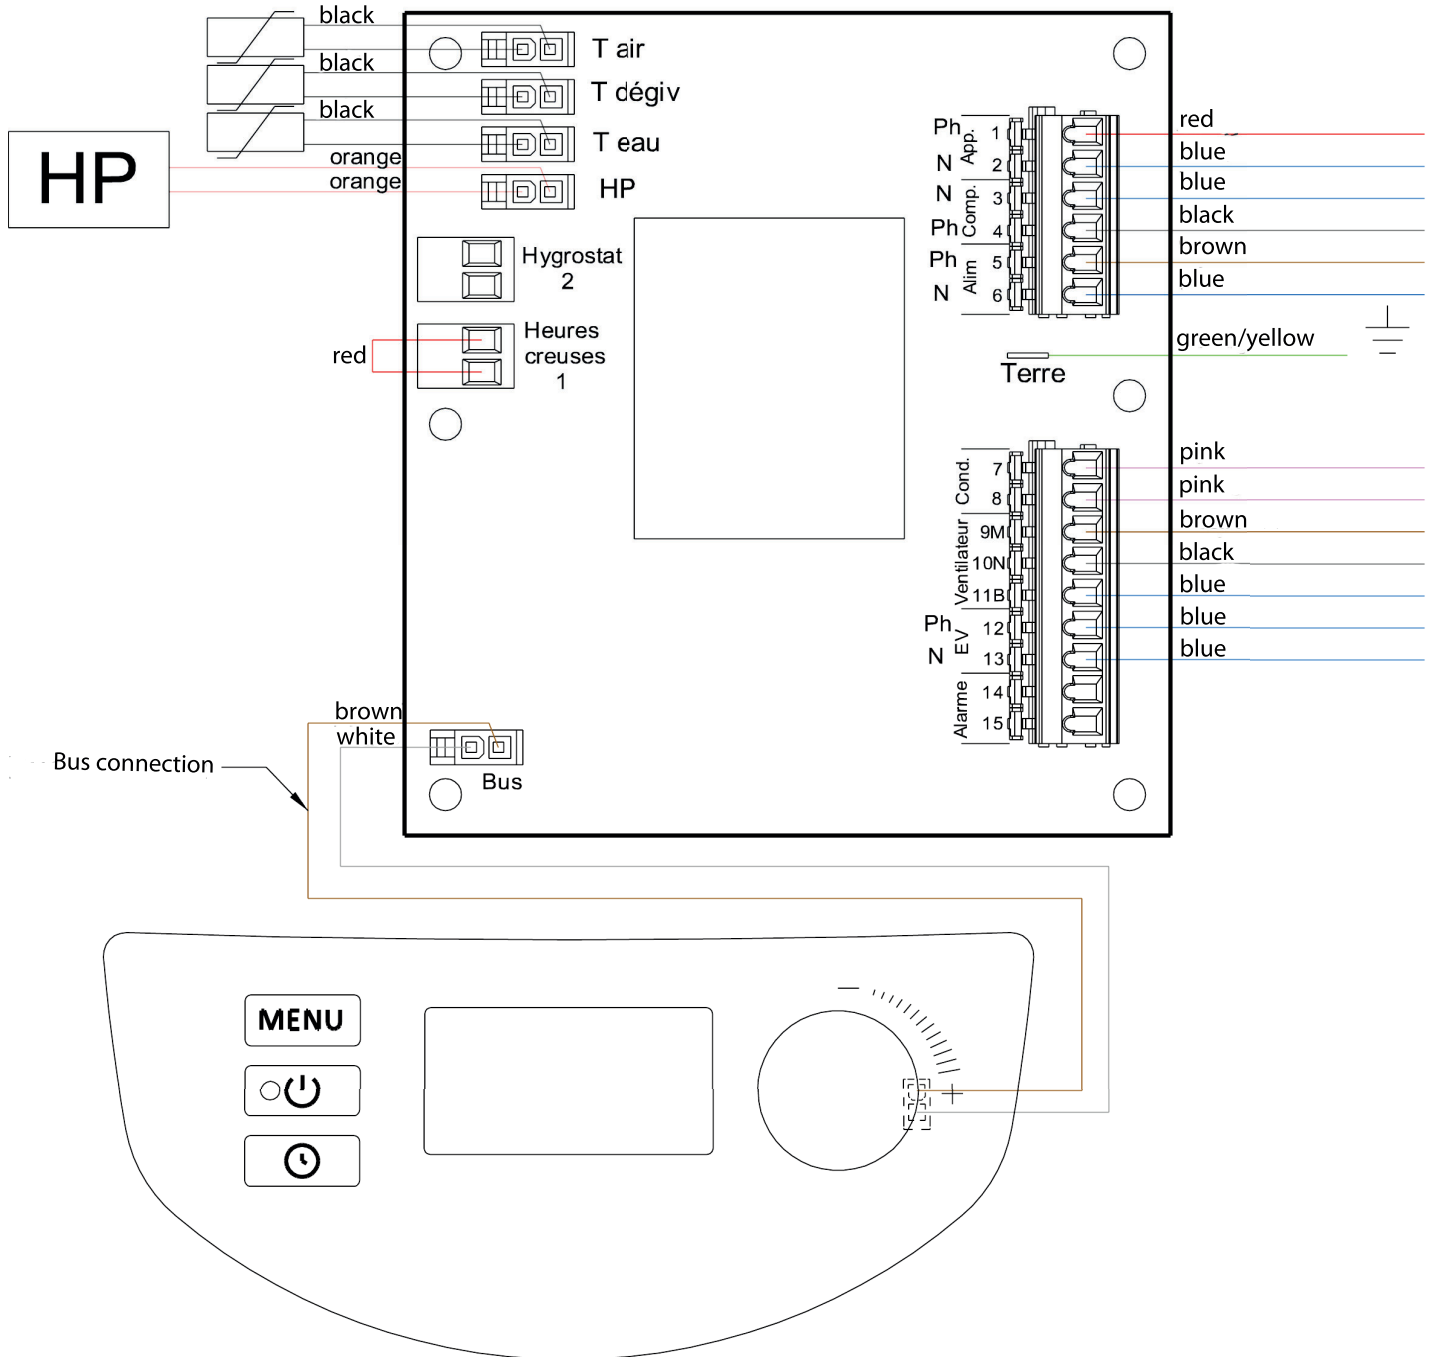 black
T air
black
T dégiv
black
T eau
HP
orange
orange
HP
Hygrostat
2
Heures
creuses
1
red
Ph
1
App.
red
N
2
blue
N
3
Comp.
blue
Ph
4
black
Ph
5
Alim
brown
N
6
blue
green/yellow
Terre
Cond.
7
pink
8
pink
Ventilateur
9M
brown
10N
black
11B
blue
Ph
12
EV
blue
N
13
blue
Alarme
14
15
brown
white
Bus connection
Bus
MENU